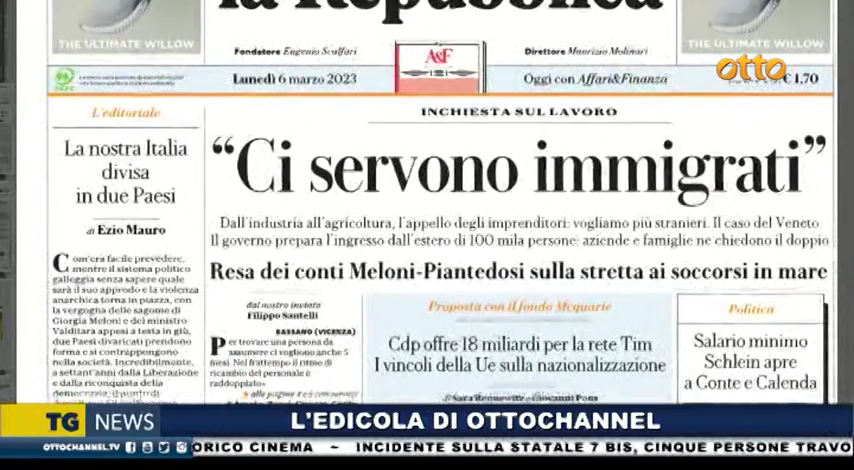 la Repubblica
THE ULTIMATE WILLOW
THE ULTIMATE WILLOW
Fondatore Eugenio Scalfari
A&F
Direttore Maurizio Molinari
Lunedì 6 marzo 2023
Oggi con Affari&Finanza
otto
€ 1,70
L'editoriale
La nostra Italia
divisa
in due Paesi
di Ezio Mauro
Com'era facile prevedere,
mentre il sistema politico
galleggia senza sapere quale
sarà il suo approdo e la violenza
anarchica torna in piazza, con
la vergogna delle sagome di
Giorgia Meloni e del ministro
Valditara appesi a testa in giù,
due Paesi divaricati prendono
forma e si contrappongono
nella società. Incredibilmente,
a settant'anni dalla Liberazione
e dalla riconquista della
democrazia, il punto di
INCHIESTA SUL LAVORO
“Ci servono immigrati”
Dall'industria all'agricoltura, l'appello degli imprenditori: vogliamo più stranieri. Il caso del Veneto
Il governo prepara l'ingresso dall'estero di 100 mila persone: aziende e famiglie ne chiedono il doppio
Resa dei conti Meloni-Piantedosi sulla stretta ai soccorsi in mare
dal nostro inviato
Filippo Santelli
BASSANO (VICENZA)
Per trovare una persona da
assumere ci vogliono anche 5
mesi. Nel frattempo il ritmo di
ricambio del personale è
raddoppiato»
Proposta con il fondo Mcquarie
Cdp offre 18 miliardi per la rete Tim
I vincoli della Ue sulla nazionalizzazione
di Sara Bennewitz e Giovanni Pons
Politica
Salario minimo
Schlein apre
a Conte e Calenda
TG NEWS
L'EDICOLA DI OTTOCHANNEL
OTTOCHANNEL.TV
ORICO CINEMA – INCIDENTE SULLA STATALE 7 BIS, CINQUE PERSONE TRAVO